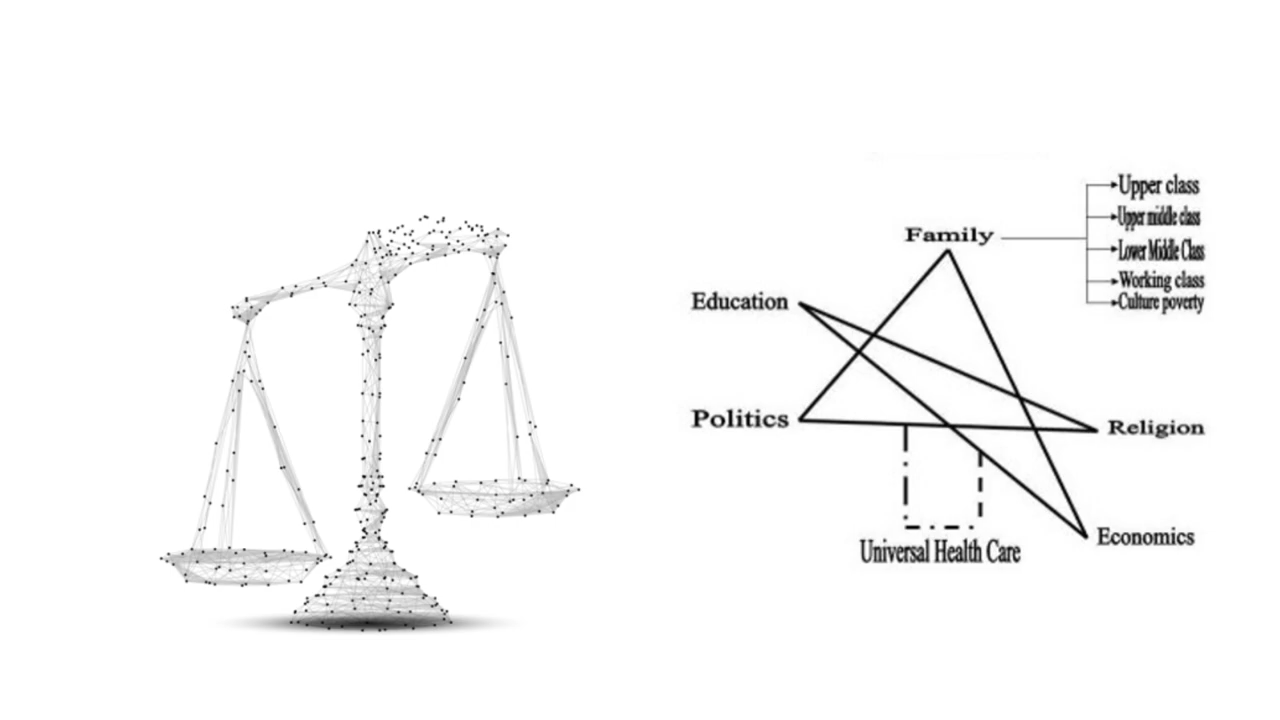 Upper class
Upper middle class
Family
Lower Middle Class
Working class
Culture poverty
Education
Politics
Religion
Economics
Universal Health Care